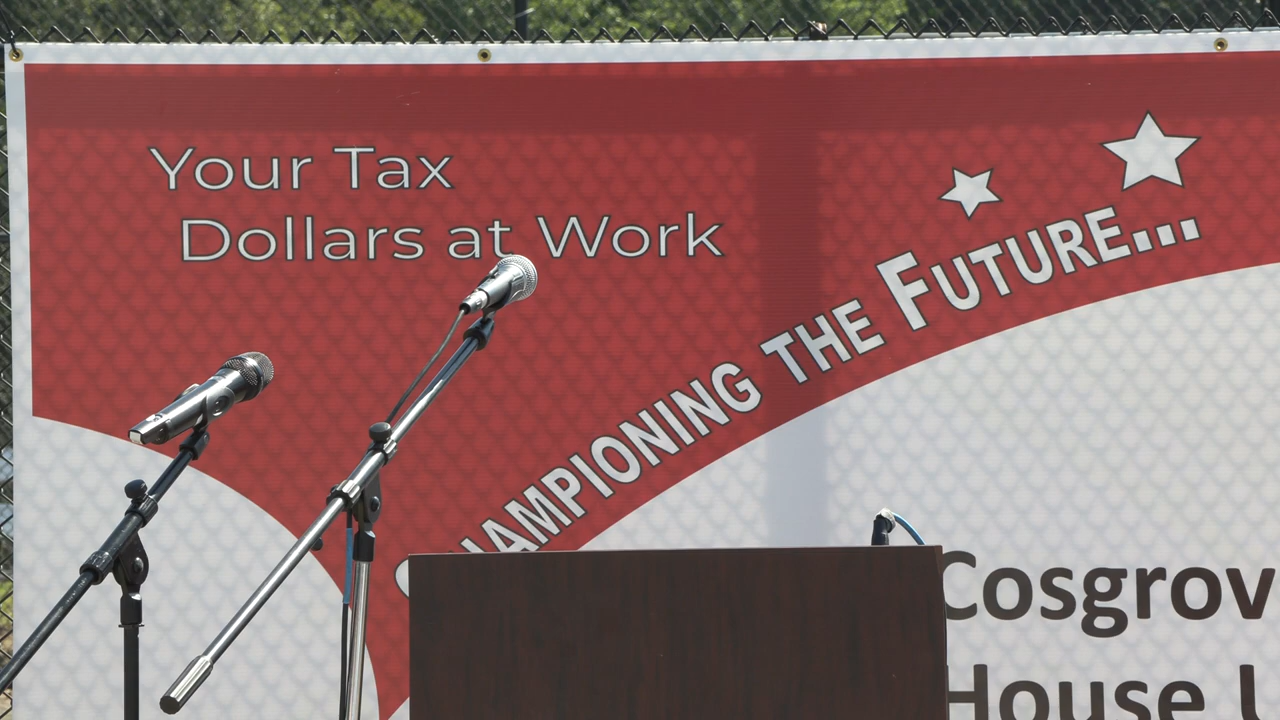 Your Tax
Dollars at Work
HAMPIONING THE FUTURE...
Cosgrov
House